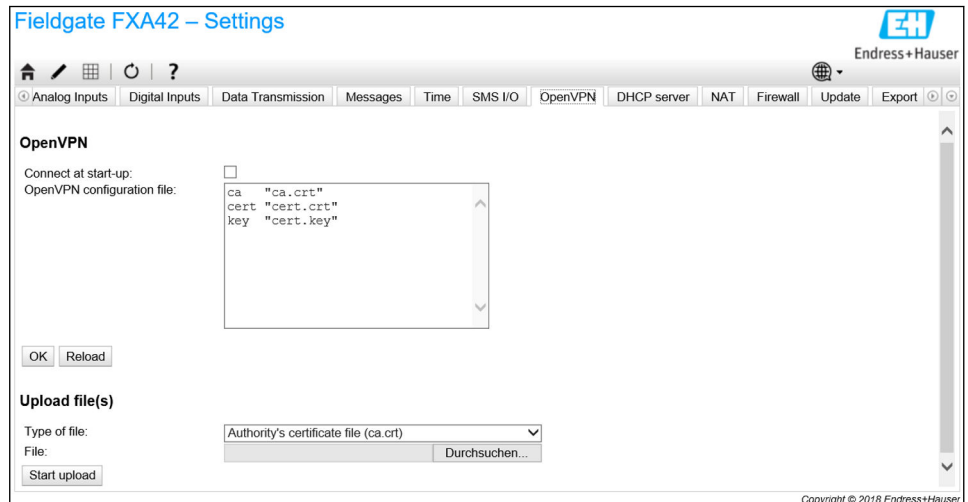 Fieldgate FXA42 – Settings
EH
Endress+Hauser
?
Analog Inputs Digital Inputs Data Transmission Messages Time SMS I/O OpenVPN DHCP server NAT Firewall Update Export
OpenVPN
Connect at start-up:
OpenVPN configuration file:
ca "ca.crt"
cert "cert.crt"
key "cert.key"
OK Reload
Upload file(s)
Type of file: Authority's certificate file (ca.crt)
File: Durchsuchen...
Start upload
Copyright © 2018 Endress+Hauser